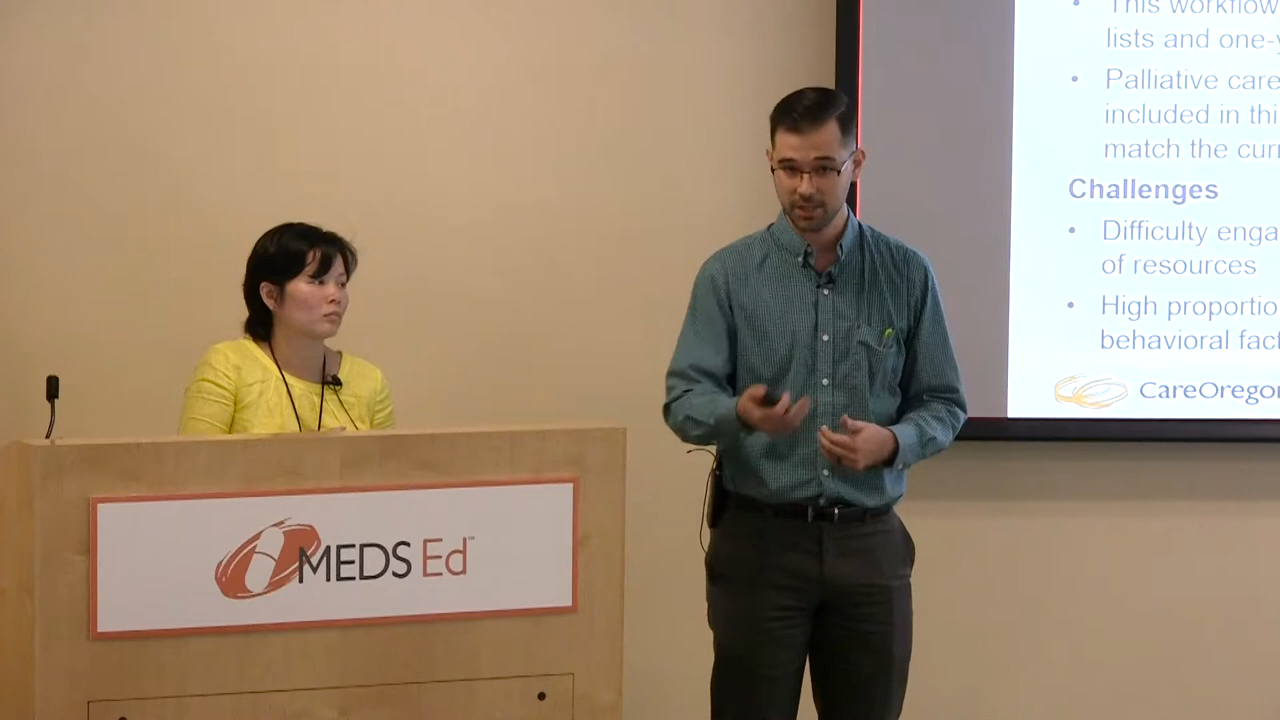 MEDS Ed™
This workflow
lists and one-y
Palliative care
included in thi
match the curr
Challenges
Difficulty enga
of resources
High proportio
behavioral fact
CareOregon